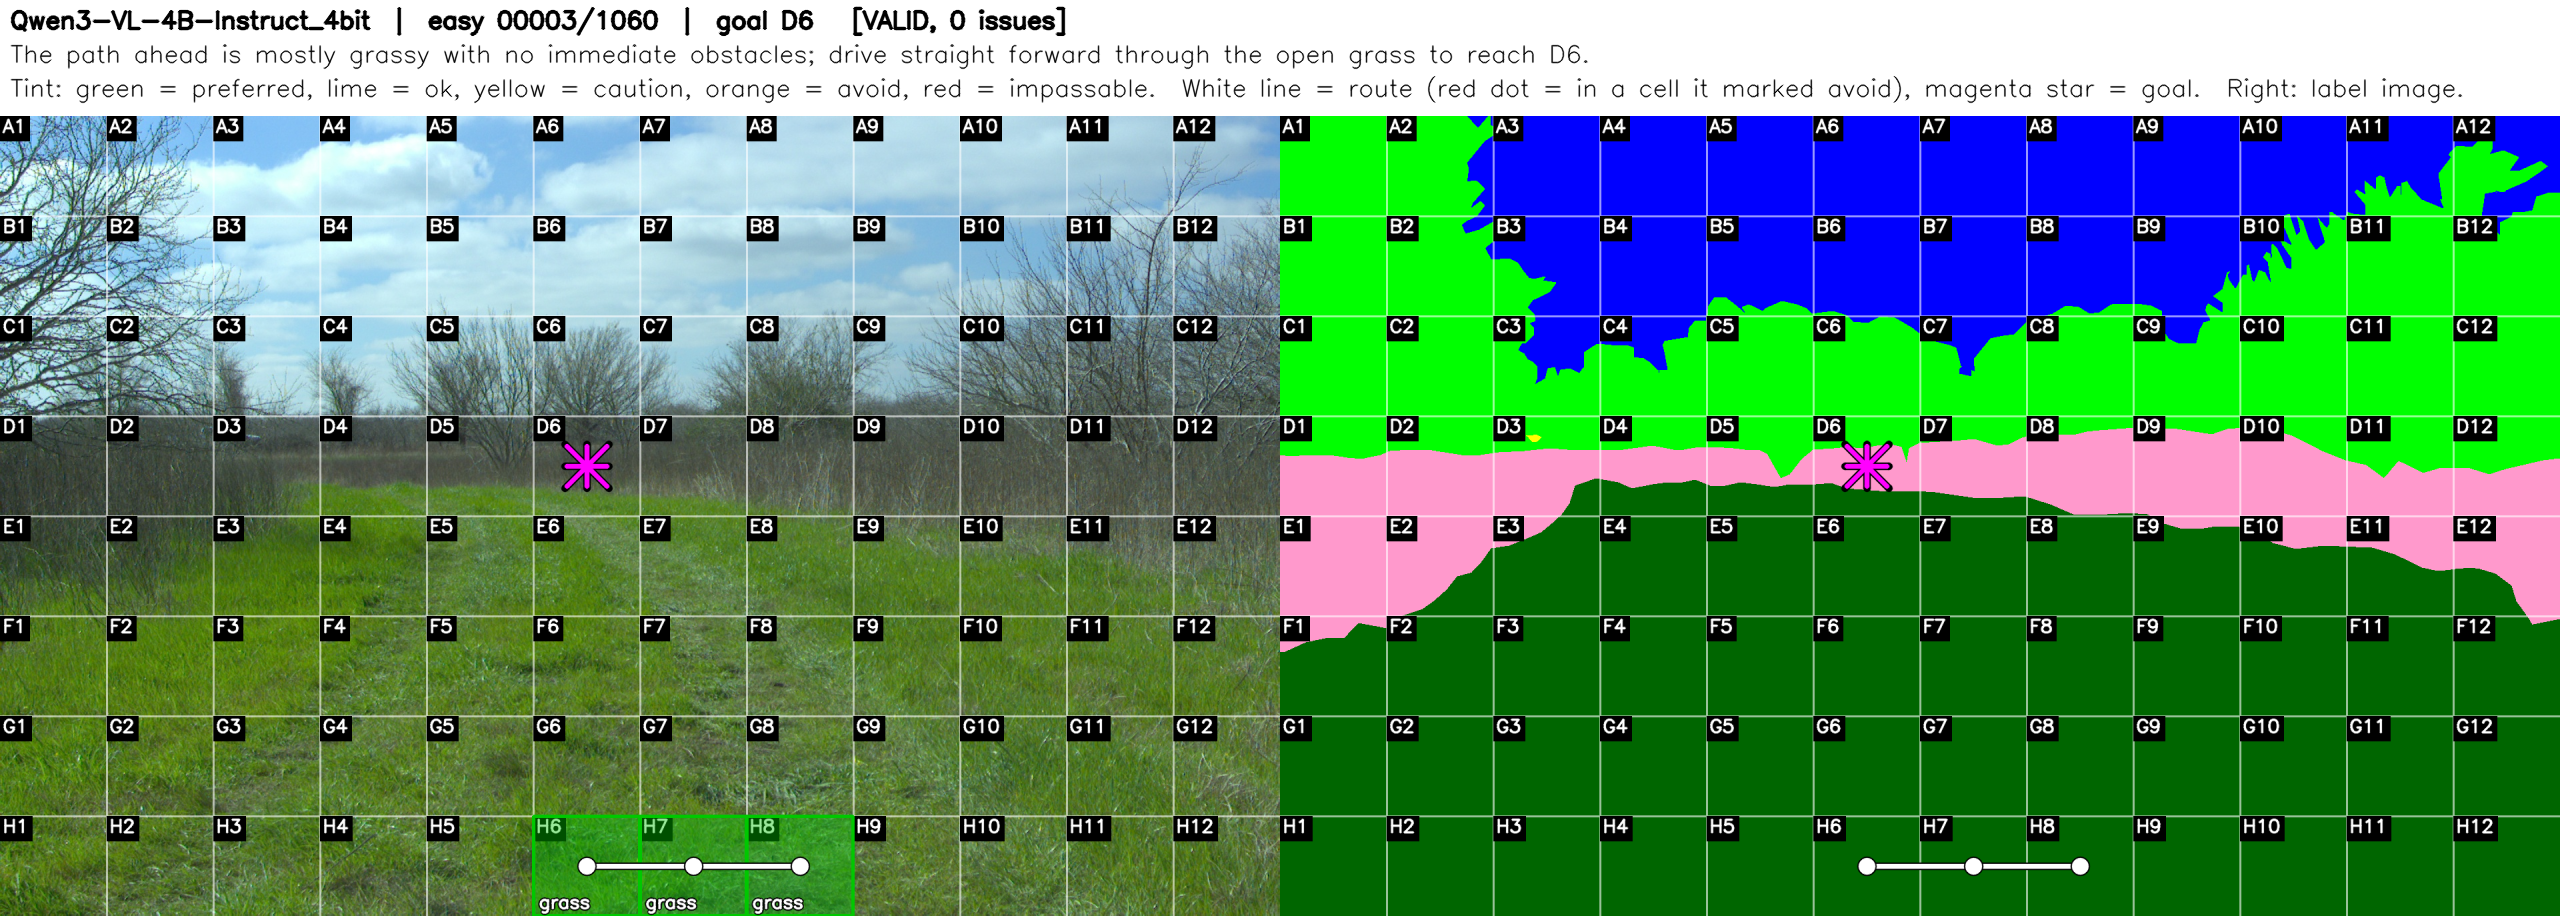 Qwen3-VL-4B-Instruct_4bit | easy 00003/1060 | goal D6 [VALID, 0 issues]
The path ahead is mostly grassy with no immediate obstacles; drive straight forward through the open grass to reach D6.
Tint: green = preferred, lime = ok, yellow = caution, orange = avoid, red = impassable. White line = route (red dot = in a cell it marked avoid), magenta star = goal. Right: label image.
A1 A2 A3 A4 A5 A6 A7 A8 A9 A10 A11 A12 A1 A2 A3 A4 A5 A6 A7 A8 A9 A10 A11 A12
B1 B2 B3 B4 B5 B6 B7 B8 B9 B10 B11 B12 B1 B2 B3 B4 B5 B6 B7 B8 B9 B10 B11 B12
C1 C2 C3 C4 C5 C6 C7 C8 C9 C10 C11 C12 C1 C2 C3 C4 C5 C6 C7 C8 C9 C10 C11 C12
D1 D2 D3 D4 D5 D6 D7 D8 D9 D10 D11 D12 D1 D2 D3 D4 D5 D6 D7 D8 D9 D10 D11 D12
E1 E2 E3 E4 E5 E6 E7 E8 E9 E10 E11 E12 E1 E2 E3 E4 E5 E6 E7 E8 E9 E10 E11 E12
F1 F2 F3 F4 F5 F6 F7 F8 F9 F10 F11 F12 F1 F2 F3 F4 F5 F6 F7 F8 F9 F10 F11 F12
G1 G2 G3 G4 G5 G6 G7 G8 G9 G10 G11 G12 G1 G2 G3 G4 G5 G6 G7 G8 G9 G10 G11 G12
H1 H2 H3 H4 H5 H6 H7 H8 H9 H10 H11 H12 H1 H2 H3 H4 H5 H6 H7 H8 H9 H10 H11 H12
grass grass grass